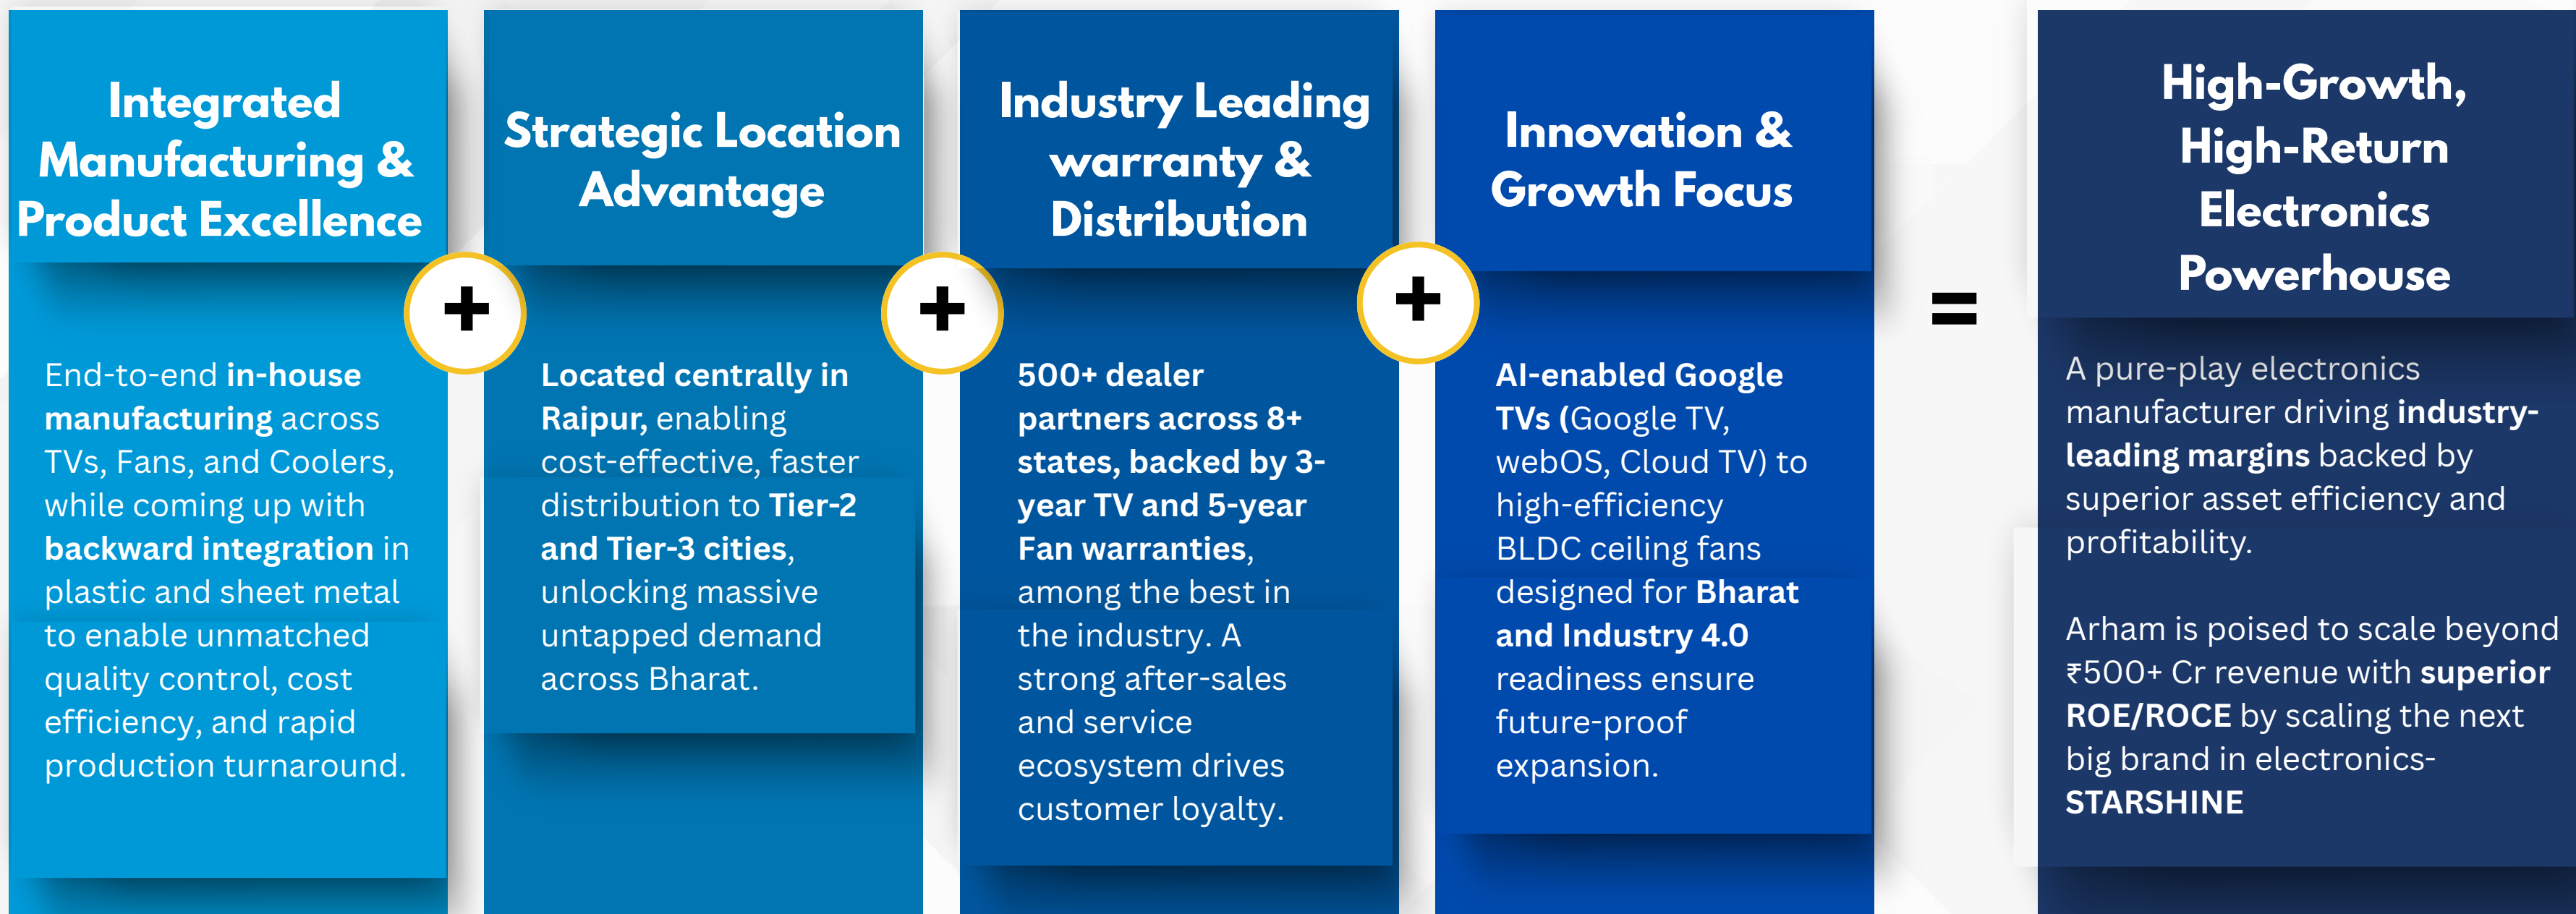 Integrated
Manufacturing &
Product Excellence
End-to-end in-house
manufacturing across
TVs, Fans, and Coolers,
while coming up with
backward integration in
plastic and sheet metal
to enable unmatched
quality control, cost
efficiency, and rapid
production turnaround.
+
Strategic Location
Advantage
Located centrally in
Raipur, enabling
cost-effective, faster
distribution to Tier-2
and Tier-3 cities,
unlocking massive
untapped demand
across Bharat.
+
Industry Leading
warranty &
Distribution
500+ dealer
partners across 8+
states, backed by 3-
year TV and 5-year
Fan warranties,
among the best in
the industry. A
strong after-sales
and service
ecosystem drives
customer loyalty.
+
Innovation &
Growth Focus
AI-enabled Google
TVs (Google TV,
webOS, Cloud TV) to
high-efficiency
BLDC ceiling fans
designed for Bharat
and Industry 4.0
readiness ensure
future-proof
expansion.
=
High-Growth,
High-Return
Electronics
Powerhouse
A pure-play electronics
manufacturer driving industry-
leading margins backed by
superior asset efficiency and
profitability.
Arham is poised to scale beyond
₹500+ Cr revenue with superior
ROE/ROCE by scaling the next
big brand in electronics-
STARSHINE